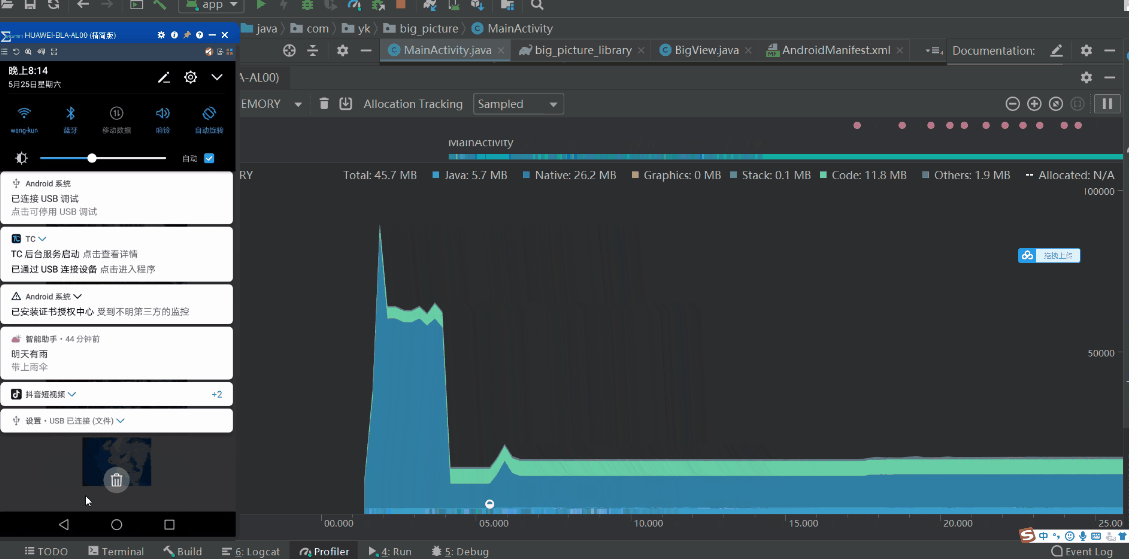 app
HUAWEI-BLA-AL00 (精简版)
java
com
yk
big_picture
MainActivity
MainActivity.java
big_picture_library
BigView.java
AndroidManifest.xml
Documentation:
晚上8:14
5月25日星期六
-AL00)
EMORY
Allocation Tracking
Sampled
wang-kun
蓝牙
移动数据
响铃
自动旋转
MainActivity
自动
RY
Total: 45.7 MB
Java: 5.7 MB
Native: 26.2 MB
Graphics: 0 MB
Stack: 0.1 MB
Code: 11.8 MB
Others: 1.9 MB
Allocated: N/A
100000
Android 系统
已连接 USB 调试
点击可停用 USB 调试
TC
TC 后台服务启动 点击查看详情
已通过 USB 连接设备 点击进入程序
拖拽上传
Android 系统
已安装证书授权中心 受到不明第三方的监控
智能助手 • 44 分钟前
明天有雨
带上雨伞
50000
抖音短视频
+2
设置 • USB 已连接 (文件)
00.000
05.000
10.000
15.000
20.000
25.00
中
TODO
Terminal
Build
6: Logcat
Profiler
4: Run
5: Debug
Event Log